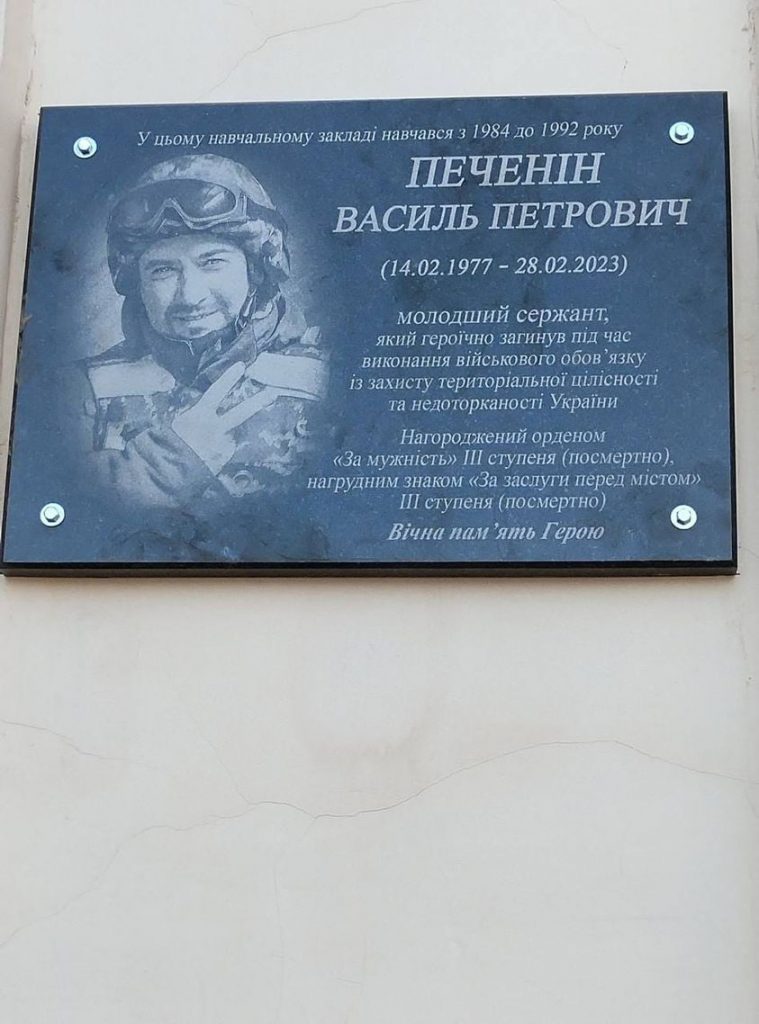 У цьому навчальному закладі навчався з 1984 до 1992 року
ПЕЧЕНІН
ВАСИЛЬ ПЕТРОВИЧ
(14.02.1977 - 28.02.2023)
молодший сержант,
який героїчно загинув під час
виконання військового обов'язку
із захисту територіальної цілісності
та недоторканості України
Нагороджений орденом
«За мужність» ІІІ ступеня (посмертно),
нагрудним знаком «За заслуги перед містом»
ІІІ ступеня (посмертно)
Вічна пам'ять Герою